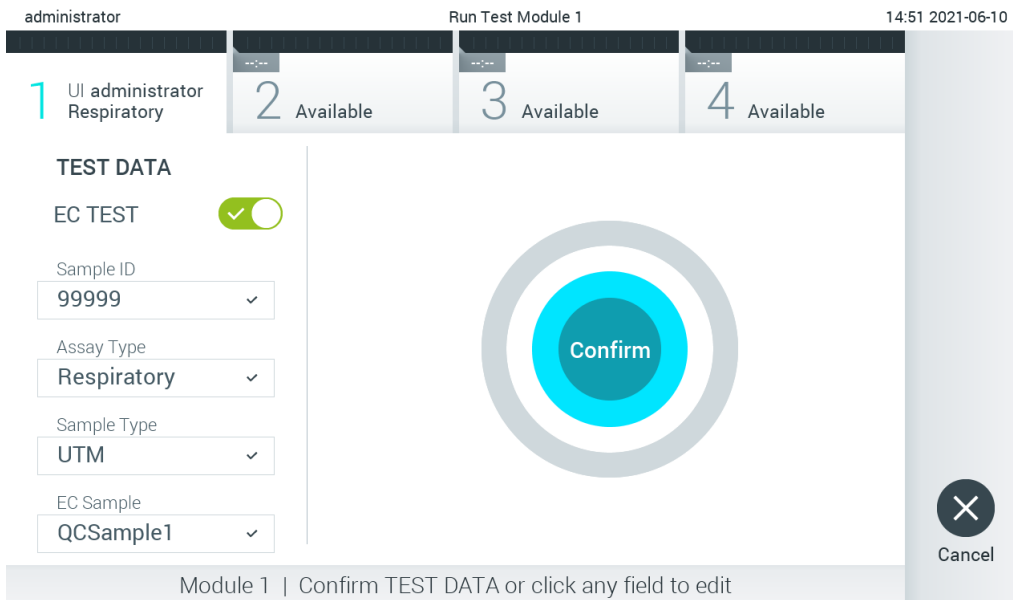 administrator Run Test Module 1 14:51 2021-06-10
--:-- --:-- --:--
1 UI administrator 2 Available 3 Available 4 Available
Respiratory
TEST DATA
EC TEST
Sample ID
99999
Assay Type
Respiratory
Sample Type
UTM
EC Sample
QCSample1
Confirm
Cancel
Module 1 | Confirm TEST DATA or click any field to edit